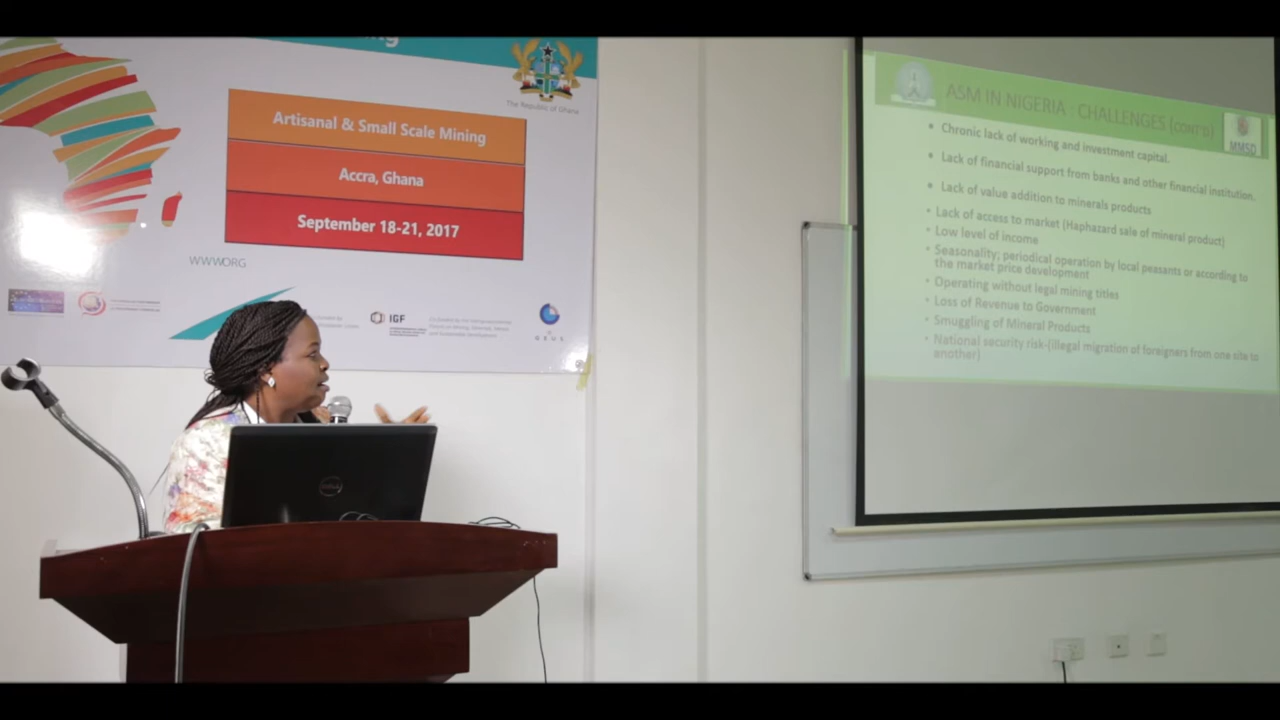 The Republic of Ghana
Artisanal & Small Scale Mining
Accra, Ghana
September 18-21, 2017
WWW
ORG
IGF
GEUS
DELL
ASM IN NIGERIA : CHALLENGES (CONT'D)
MMSD
• Chronic lack of working and investment capital.
• Lack of financial support from banks and other financial institution.
• Lack of value addition to minerals products
• Lack of access to market (Haphazard sale of mineral product)
• Low level of income
• Seasonality; periodical operation by local peasants or according to
the market price development
• Operating without legal mining titles
• Loss of Revenue to Government
• Smuggling of Mineral Products
• National security risk-(illegal migration of foreigners from one site to
another)